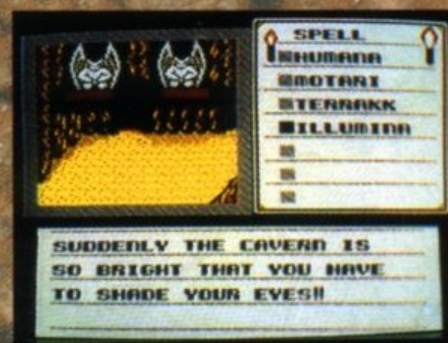 SPELL
HUMANA
MOTARI
TERRAKK
ILLUMINA
SUDDENLY THE CAVERN IS
SO BRIGHT THAT YOU HAVE
TO SHADE YOUR EYES!!